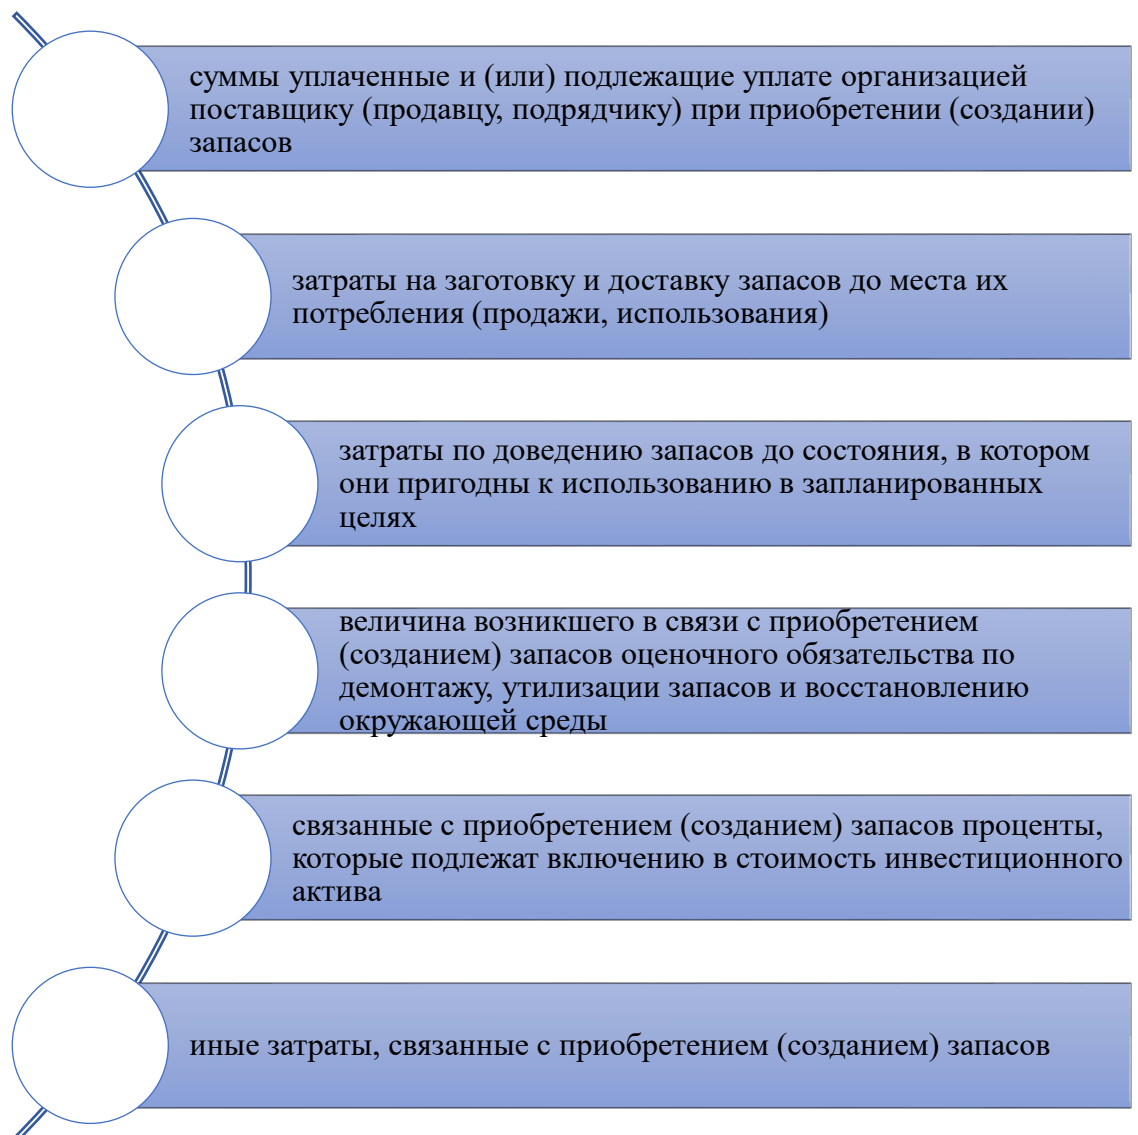 суммы уплаченные и (или) подлежащие уплате организацией
поставщику (продавцу, подрядчику) при приобретении (создании)
запасов
затраты на заготовку и доставку запасов до места их
потребления (продажи, использования)
затраты по доведению запасов до состояния, в котором
они пригодны к использованию в запланированных
целях
величина возникшего в связи с приобретением
(созданием) запасов оценочного обязательства по
демонтажу, утилизации запасов и восстановлению
окружающей среды
связанные с приобретением (созданием) запасов проценты,
которые подлежат включению в стоимость инвестиционного
актива
иные затраты, связанные с приобретением (созданием) запасов